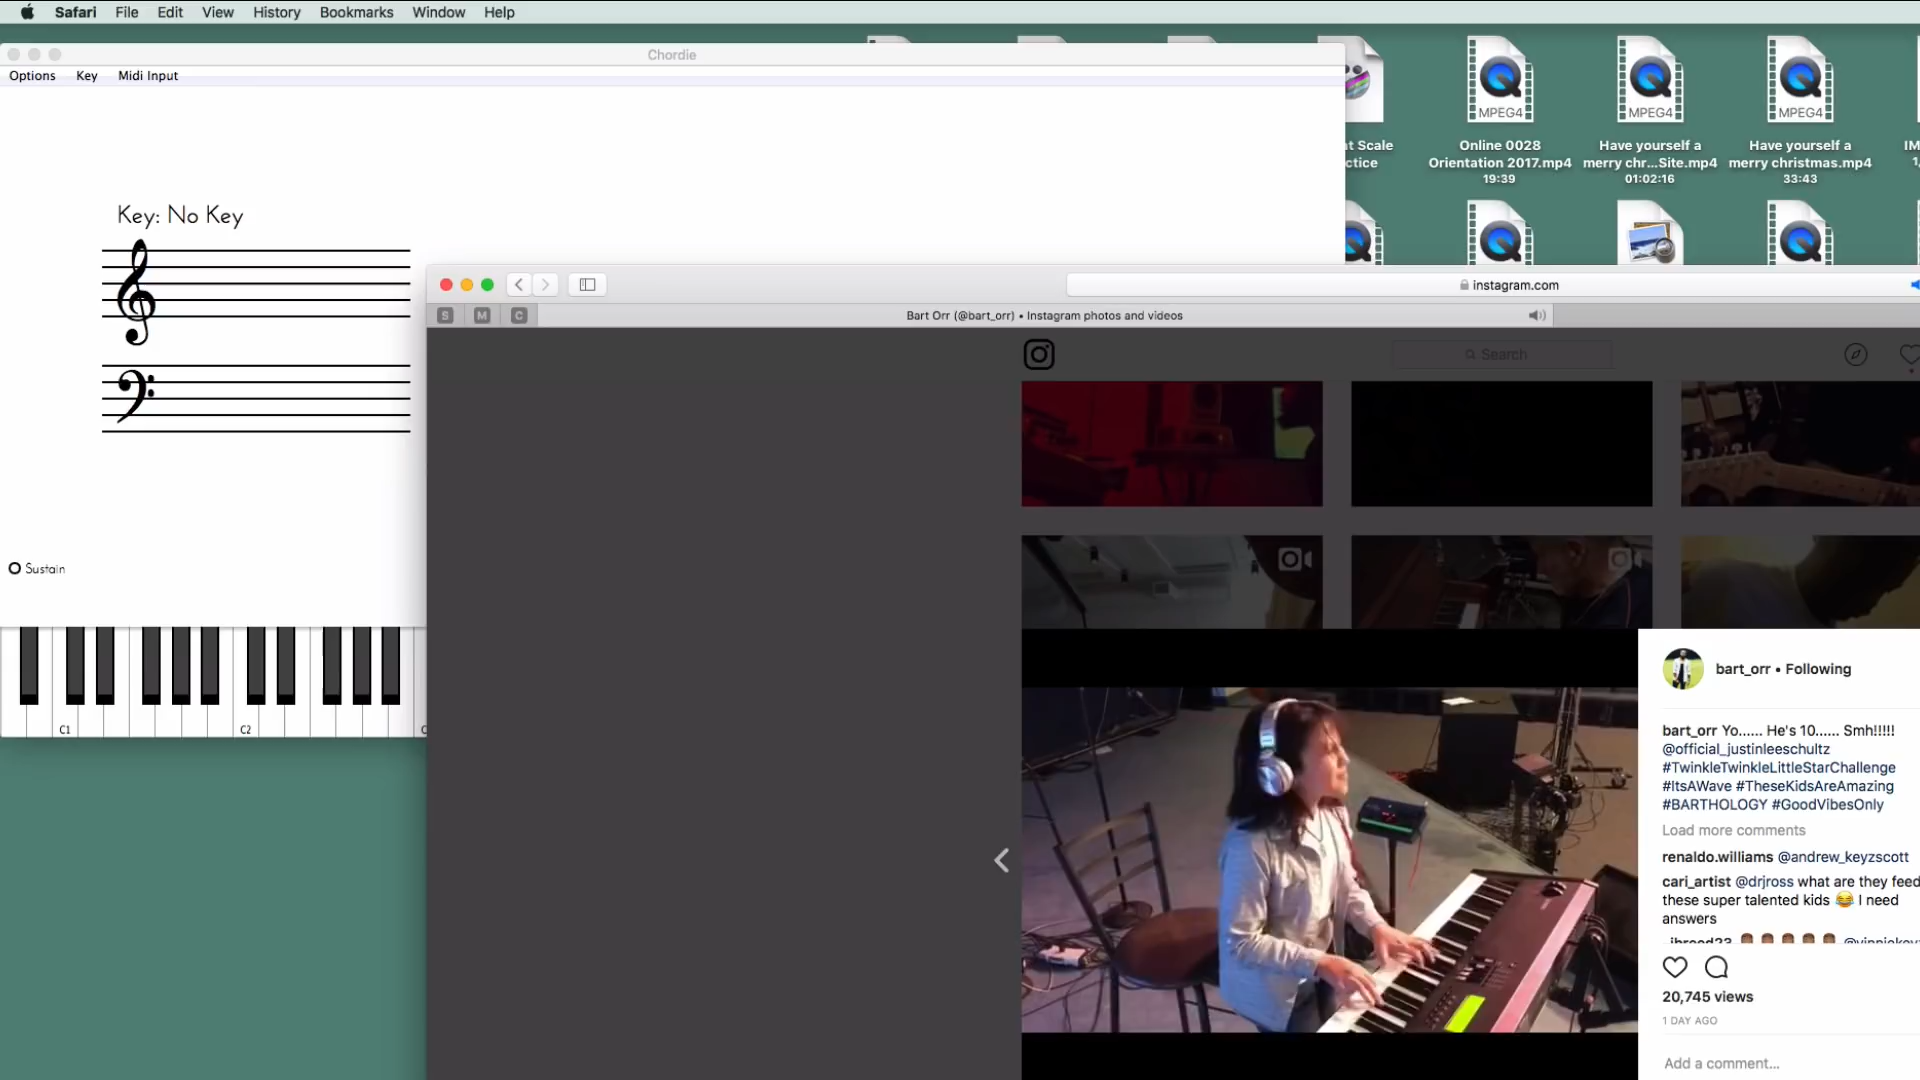 Safari File Edit View History Bookmarks Window Help
Chordie
Options Key Midi Input
MPEG4
MPEG4
MPEG4
Online 0028
Orientation 2017.mp4
19:39
Have yourself a
merry chr...Site.mp4
01:02:16
Have yourself a
merry christmas.mp4
33:43
Scale
Key: No Key
instagram.com
S M C
Bart Orr (@bart_orr) • Instagram photos and videos
Search
Sustain
C1 C2
bart_orr • Following
bart_orr Yo...... He's 10...... Smh!!!!!
@official_justinleeschultz
#TwinkleTwinkleLittleStarChallenge
#ItsAWave #TheseKidsAreAmazing
#BARTHOLOGY #GoodVibesOnly
Load more comments
renaldo.williams @andrew_keyzscott
cari_artist @drjross what are they feed
these super talented kids 😂 I need
answers
20,745 views
1 DAY AGO
Add a comment...